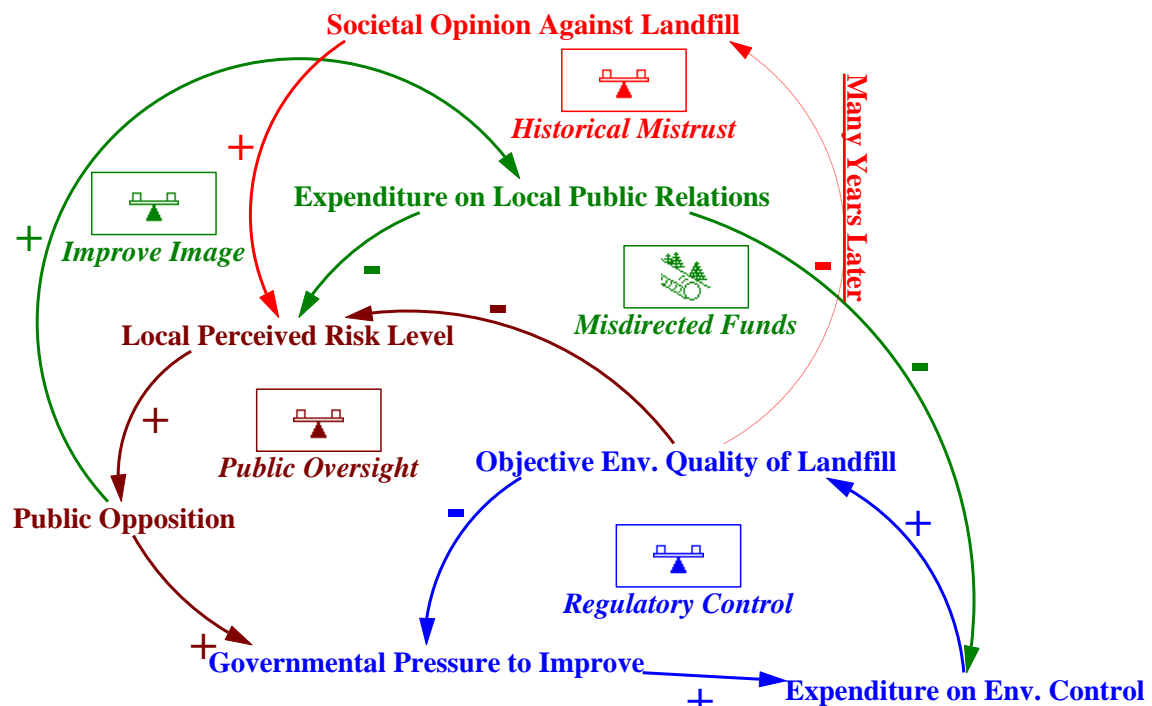 Societal Opinion Against Landfill
Historical Mistrust
Many Years Later
+
Expenditure on Local Public Relations
+
Improve Image
-
-
Misdirected Funds
-
Local Perceived Risk Level
-
+
Public Oversight
Objective Env. Quality of Landfill
Public Opposition
-
+
Regulatory Control
+
Governmental Pressure to Improve
+
Expenditure on Env. Control